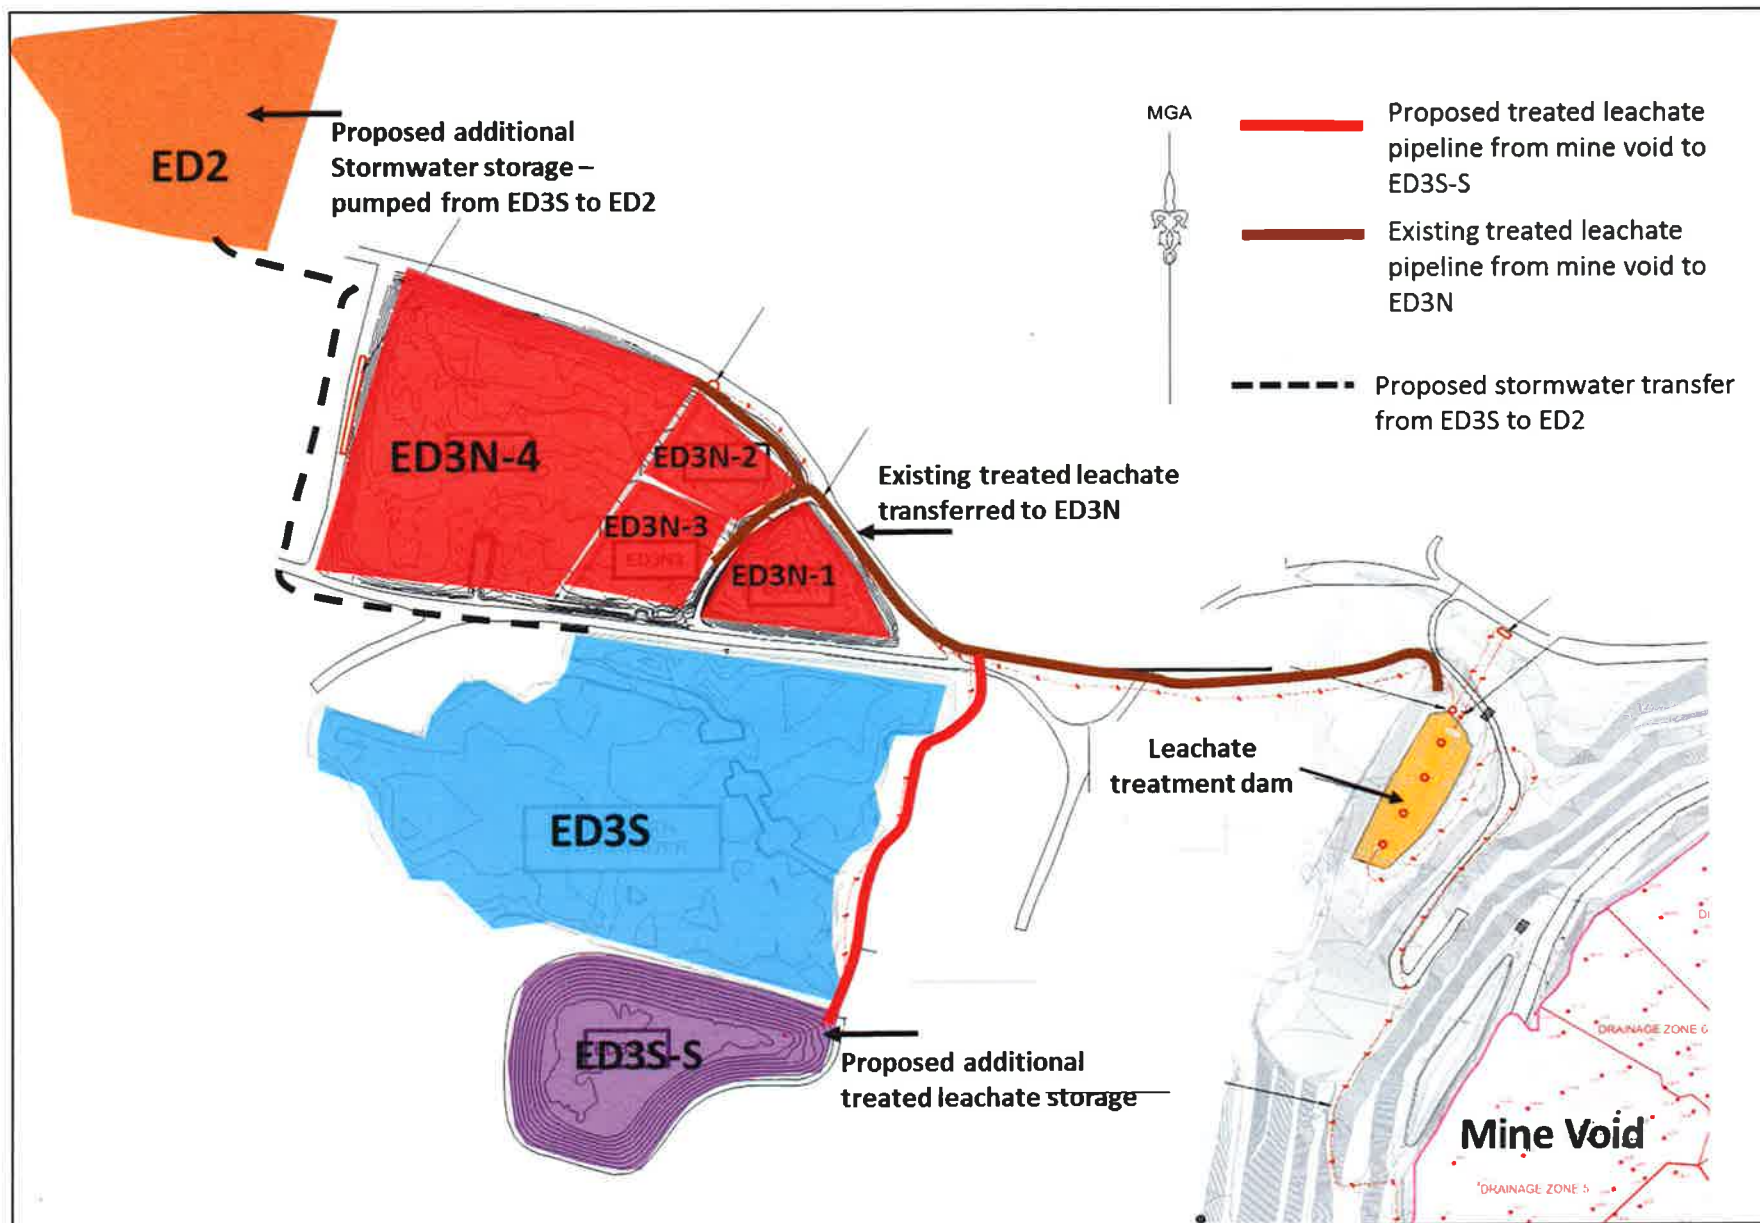 ED2
Proposed additional
Stormwater storage –
pumped from ED3S to ED2
MGA
Proposed treated leachate
pipeline from mine void to
ED3S-S
Existing treated leachate
pipeline from mine void to
ED3N
Proposed stormwater transfer
from ED3S to ED2
ED3N-4
ED3N-2
ED3N-3
ED3N-1
Existing treated leachate
transferred to ED3N
Leachate
treatment dam
ED3S
ED3S-S
Proposed additional
treated leachate storage
DRAINAGE ZONE 6
Mine Void
DRAINAGE ZONE 5